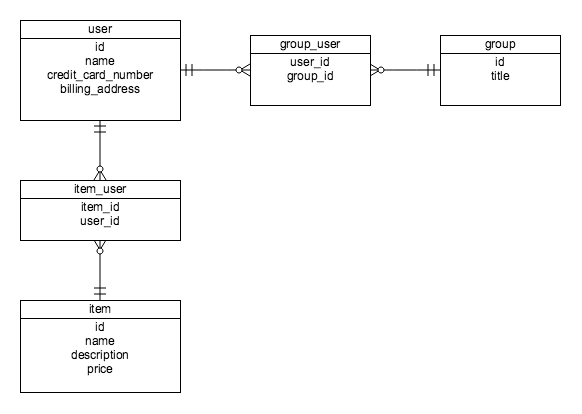 user
id
name
credit_card_number
billing_address
group_user
user_id
group_id
group
id
title
item_user
item_id
user_id
item
id
name
description
price